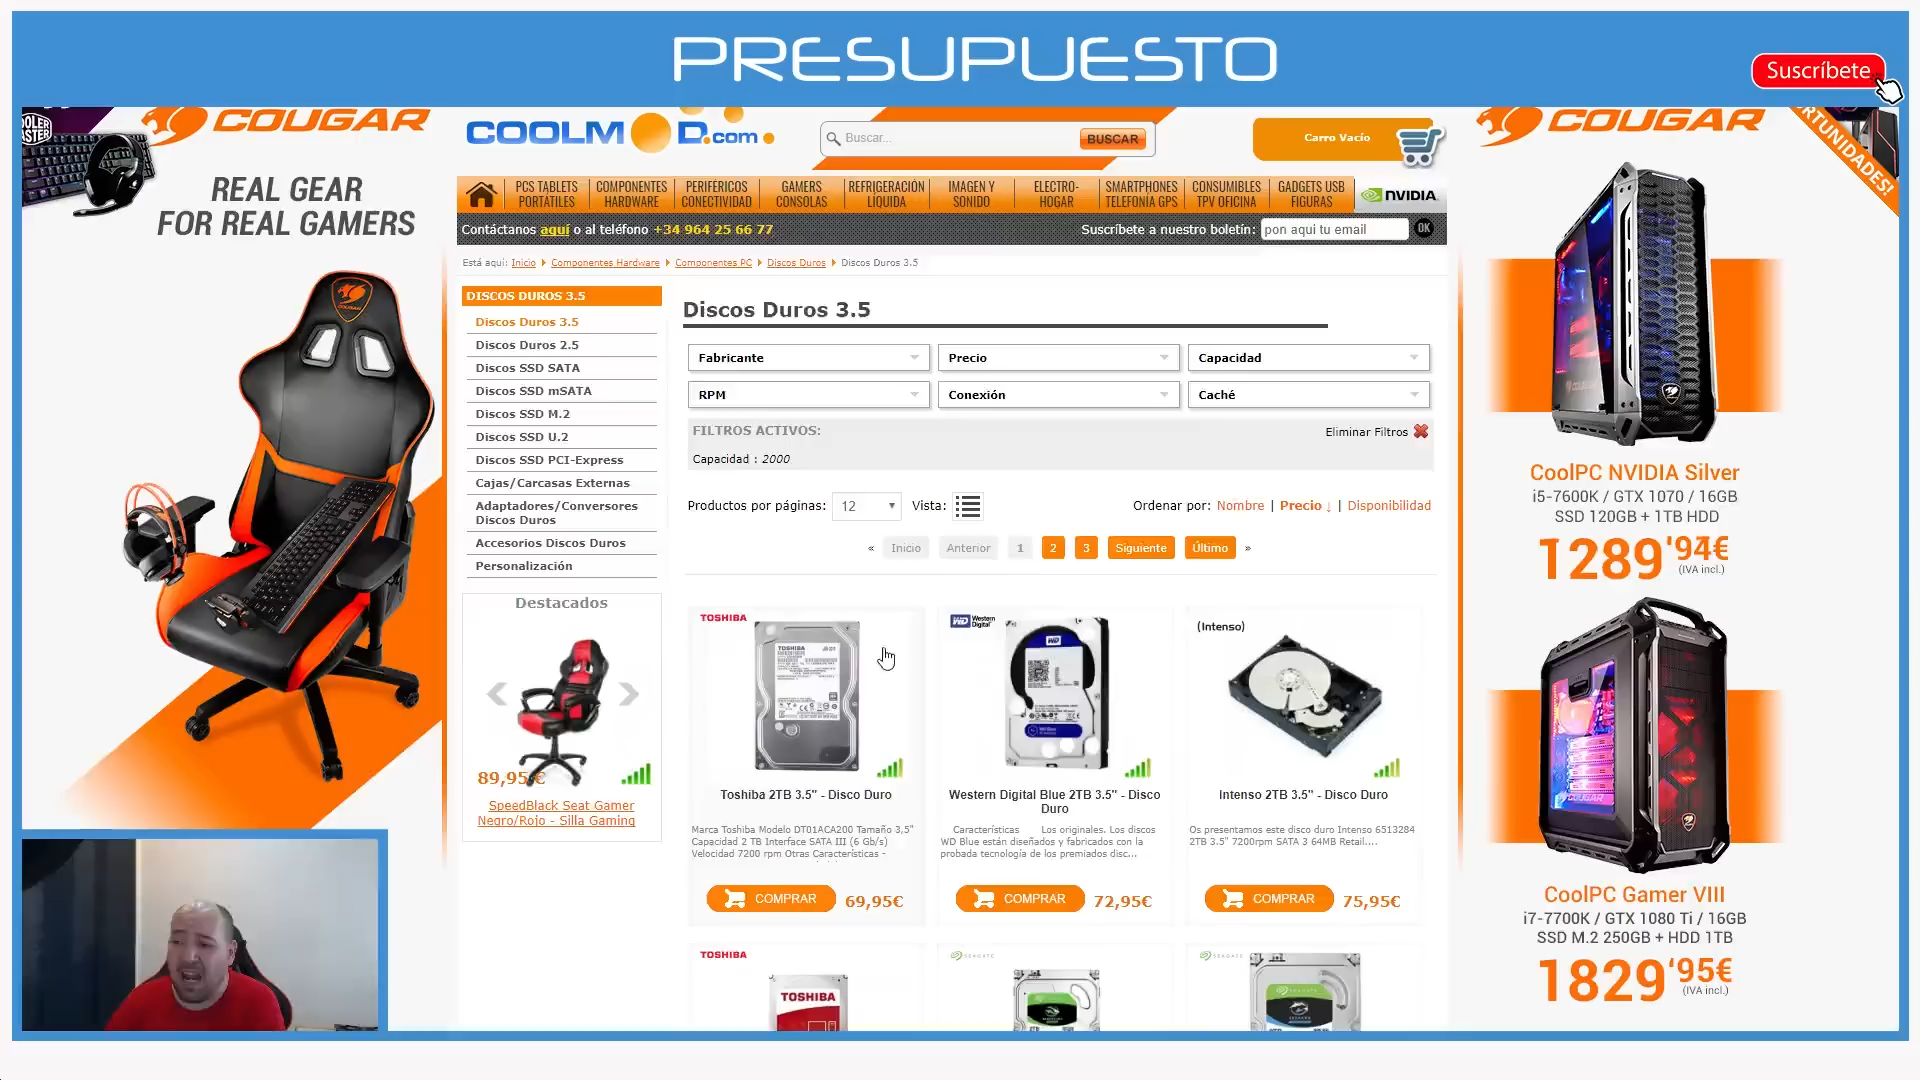 PRESUPUESTO
Suscríbete
COOLER
MASTER
COUGAR
REAL GEAR
FOR REAL GAMERS
COOLMOD.com
Buscar...
BUSCAR
Carro Vacío
COUGAR
PCS TABLETS
PORTÁTILES
COMPONENTES
HARDWARE
PERIFÉRICOS
CONECTIVIDAD
GAMERS
CONSOLAS
REFRIGERACIÓN
LÍQUIDA
IMAGEN Y
SONIDO
ELECTRO-
HOGAR
SMARTPHONES
TELEFONIA GPS
CONSUMIBLES
TPV OFICINA
GADGETS USB
FIGURAS
NVIDIA.
Contáctanos aquí o al teléfono +34 964 25 66 77
Suscríbete a nuestro boletín:
pon aqui tu email
OK
Está aquí: Inicio
Componentes Hardware
Componentes PC
Discos Duros
Discos Duros 3.5
DISCOS DUROS 3.5
Discos Duros 3.5
Discos Duros 2.5
Discos SSD SATA
Discos SSD mSATA
Discos SSD M.2
Discos SSD U.2
Discos SSD PCI-Express
Cajas/Carcasas Externas
Adaptadores/Conversores
Discos Duros
Accesorios Discos Duros
Personalización
Destacados
89,95 €
SpeedBlack Seat Gamer
Negro/Rojo - Silla Gaming
Discos Duros 3.5
Fabricante
Precio
Capacidad
RPM
Conexión
Caché
FILTROS ACTIVOS:
Eliminar Filtros
Capacidad : 2000
Productos por páginas: 12
Vista:
Ordenar por: Nombre | Precio ↓ | Disponibilidad
« Inicio Anterior 1 2 3 Siguiente Último »
TOSHIBA
TOSHIBA
Toshiba 2TB 3.5" - Disco Duro
Marca Toshiba Modelo DT01ACA200 Tamaño 3,5"
Capacidad 2 TB Interface SATA III (6 Gb/s)
Velocidad 7200 rpm Otras Características -
COMPRAR
69,95€
WD Western
Digital
WD
Western Digital Blue 2TB 3.5" - Disco
Duro
Características Los originales. Los discos
WD Blue están diseñados y fabricados con la
probada tecnología de los premiados disc...
COMPRAR
72,95€
(Intenso)
Intenso 2TB 3.5" - Disco Duro
Os presentamos este disco duro Intenso 6513284
2TB 3.5" 7200rpm SATA 3 64MB Retail....
COMPRAR
75,95€
TOSHIBA
TOSHIBA
SEAGATE
SEAGATE
CoolPC NVIDIA Silver
i5-7600K / GTX 1070 / 16GB
SSD 120GB + 1TB HDD
1289'94€
(IVA incl.)
CoolPC Gamer VIII
i7-7700K / GTX 1080 Ti / 16GB
SSD M.2 250GB + HDD 1TB
1829'95€
(IVA incl.)